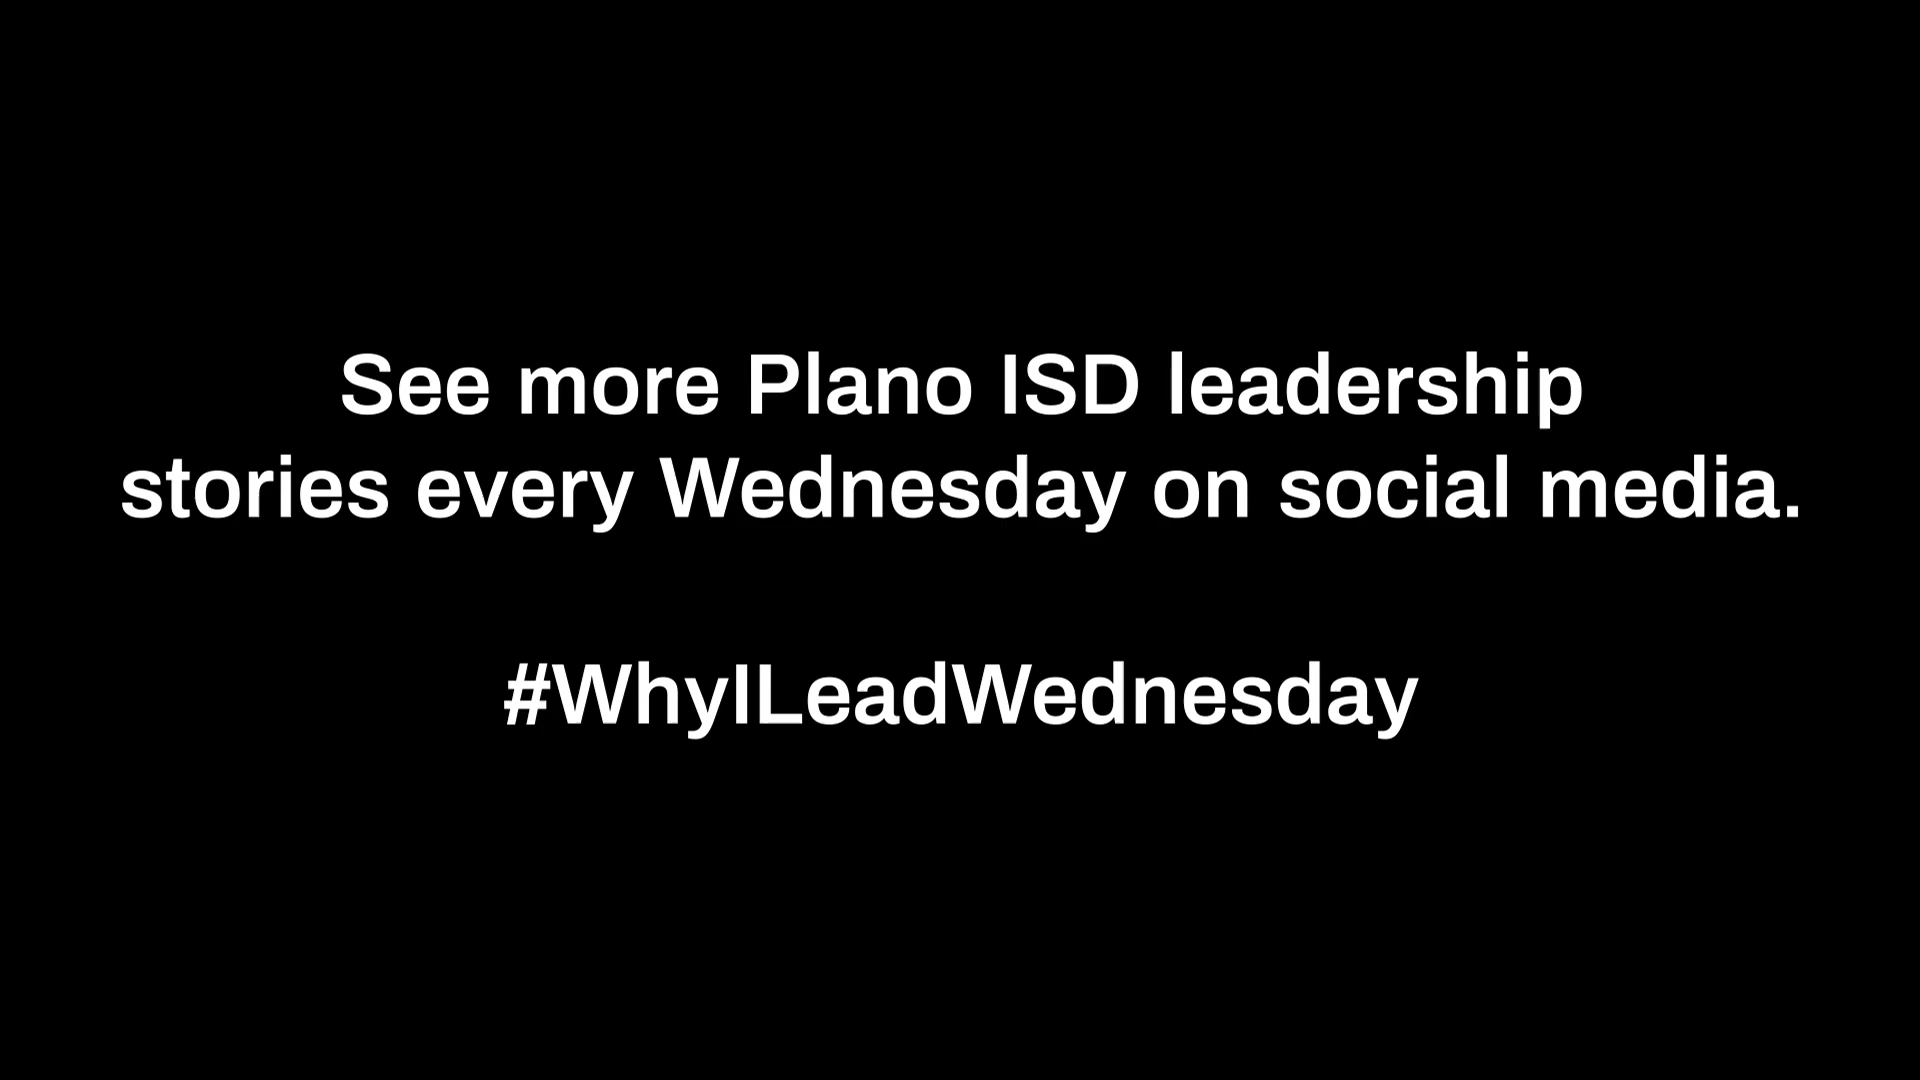 See more Plano ISD leadership
stories every Wednesday on social media.
#WhyILeadWednesday